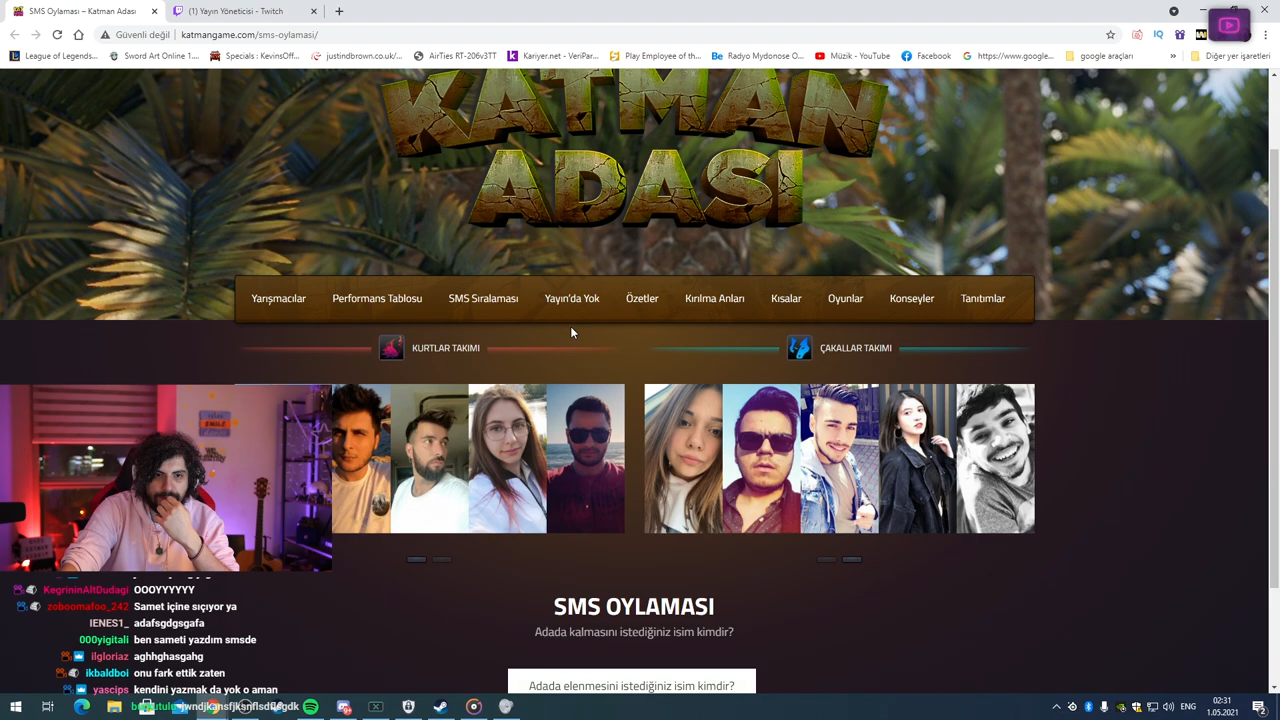 SMS Oylaması – Katman Adası
(1) Yayın Yöneticisi - Twitch
Güvenli değil
katmangame.com/sms-oylamasi/
League of Legends...
Sword Art Online 1....
Specials : KevinsOff...
justindbrown.co.uk/...
AirTies RT-206v3TT
Kariyer.net - VeriPar...
Play Employee of th...
Radyo Mydonose O...
Müzik - YouTube
Facebook
https://www.google...
google araçları
»
Diğer yer işaretleri
KATMAN
ADASI
Yarışmacılar
Performans Tablosu
SMS Sıralaması
Yayın'da Yok
Özetler
Kırılma Anları
Kısalar
Oyunlar
Konseyler
Tanıtımlar
KURTLAR TAKIMI
ÇAKALLAR TAKIMI
SMS OYLAMASI
Adada kalmasını istediğiniz isim kimdir?
Adada elenmesini istediğiniz isim kimdir?
KegrininAltDudagi OOOYYYYYY
zoboomafoo_242 Samet içine sıçıyor ya
IENES1_ adafsgdgsgafa
000yigitali ben sameti yazdım smsde
ilgloriaz aghhghasgahg
ikbaldboi onu fark ettik zaten
yascips kendini yazmak da yok o aman
ENG
02:31
1.05.2021